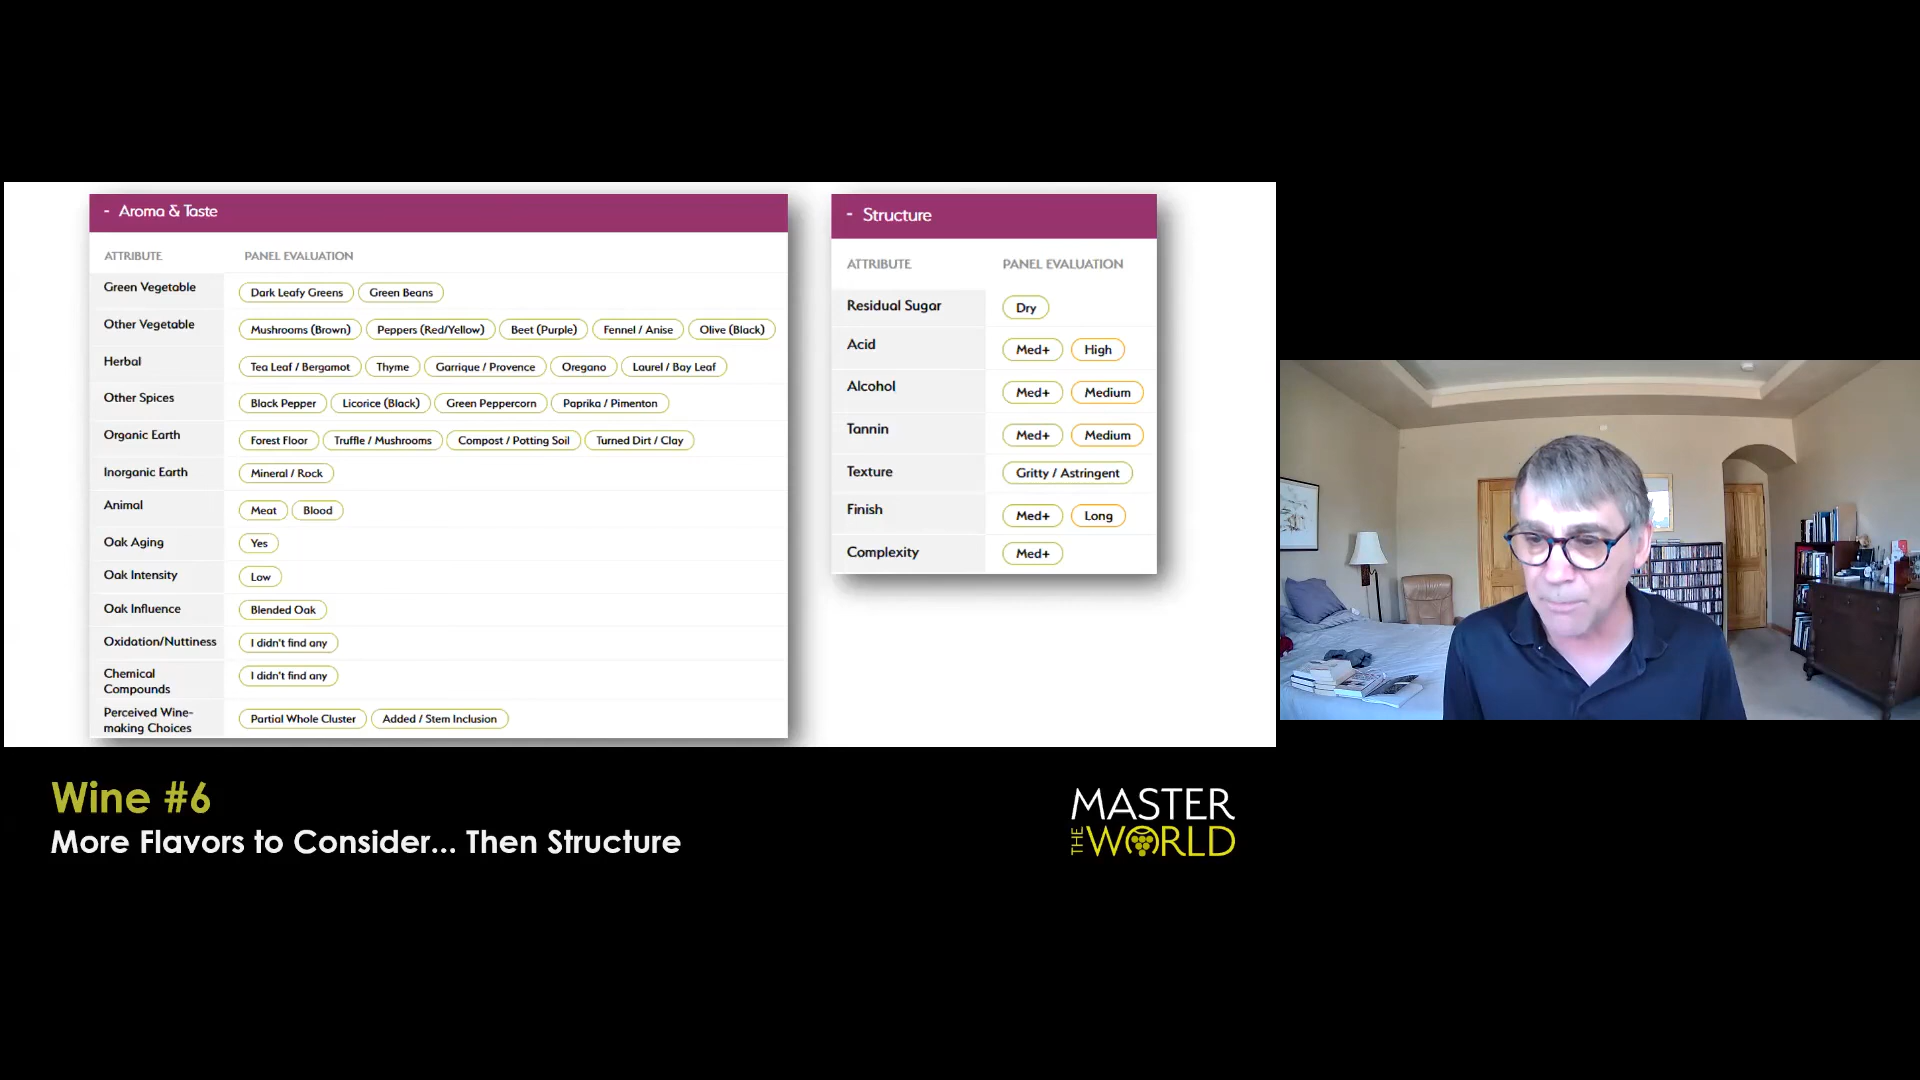 - Aroma & Taste
ATTRIBUTE PANEL EVALUATION
Green Vegetable Dark Leafy Greens Green Beans
Other Vegetable Mushrooms (Brown) Peppers (Red/Yellow) Beet (Purple) Fennel / Anise Olive (Black)
Herbal Tea Leaf / Bergamot Thyme Garrique / Provence Oregano Laurel / Bay Leaf
Other Spices Black Pepper Licorice (Black) Green Peppercorn Paprika / Pimenton
Organic Earth Forest Floor Truffle / Mushrooms Compost / Potting Soil Turned Dirt / Clay
Inorganic Earth Mineral / Rock
Animal Meat Blood
Oak Aging Yes
Oak Intensity Low
Oak Influence Blended Oak
Oxidation/Nuttiness I didn't find any
Chemical
Compounds I didn't find any
Perceived Wine-
making Choices Partial Whole Cluster Added / Stem Inclusion
- Structure
ATTRIBUTE PANEL EVALUATION
Residual Sugar Dry
Acid Med+ High
Alcohol Med+ Medium
Tannin Med+ Medium
Texture Gritty / Astringent
Finish Med+ Long
Complexity Med+
Wine #6
More Flavors to Consider... Then Structure
MASTER
THE WORLD